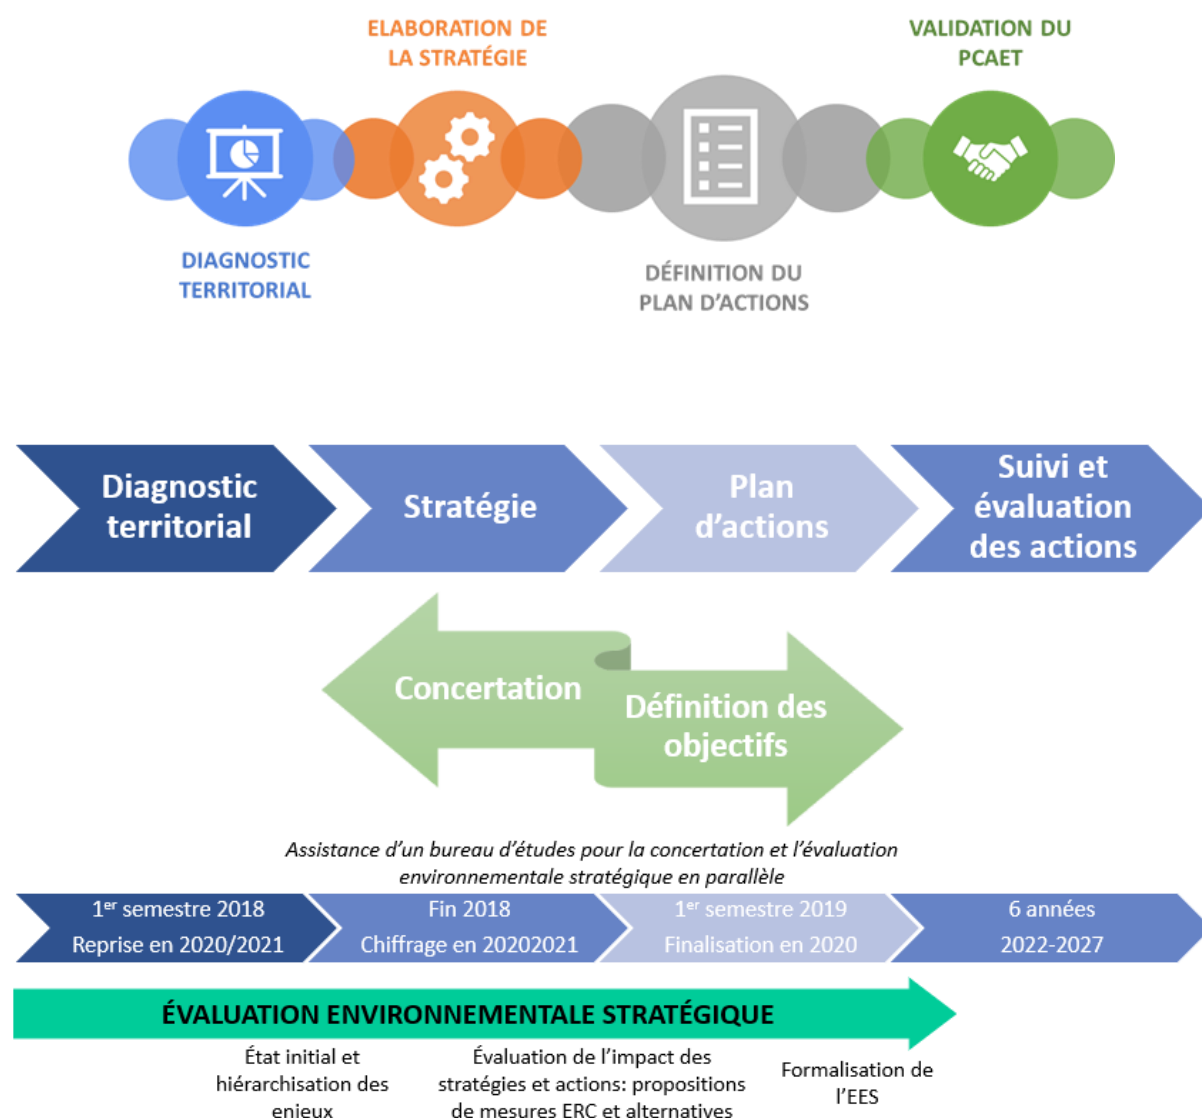 ELABORATION DE
LA STRATÉGIE
VALIDATION DU
PCAET
DIAGNOSTIC
TERRITORIAL
DÉFINITION DU
PLAN D’ACTIONS
Diagnostic
territorial
Stratégie
Plan
d’actions
Suivi et
évaluation
des actions
Concertation
Définition des
objectifs
Assistance d’un bureau d’études pour la concertation et l’évaluation
environnementale stratégique en parallèle
1er semestre 2018
Reprise en 2020/2021
Fin 2018
Chiffrage en 20202021
1er semestre 2019
Finalisation en 2020
6 années
2022-2027
ÉVALUATION ENVIRONNEMENTALE STRATÉGIQUE
État initial et
hiérarchisation des
enjeux
Évaluation de l’impact des
stratégies et actions: propositions
de mesures ERC et alternatives
Formalisation de
l’EES